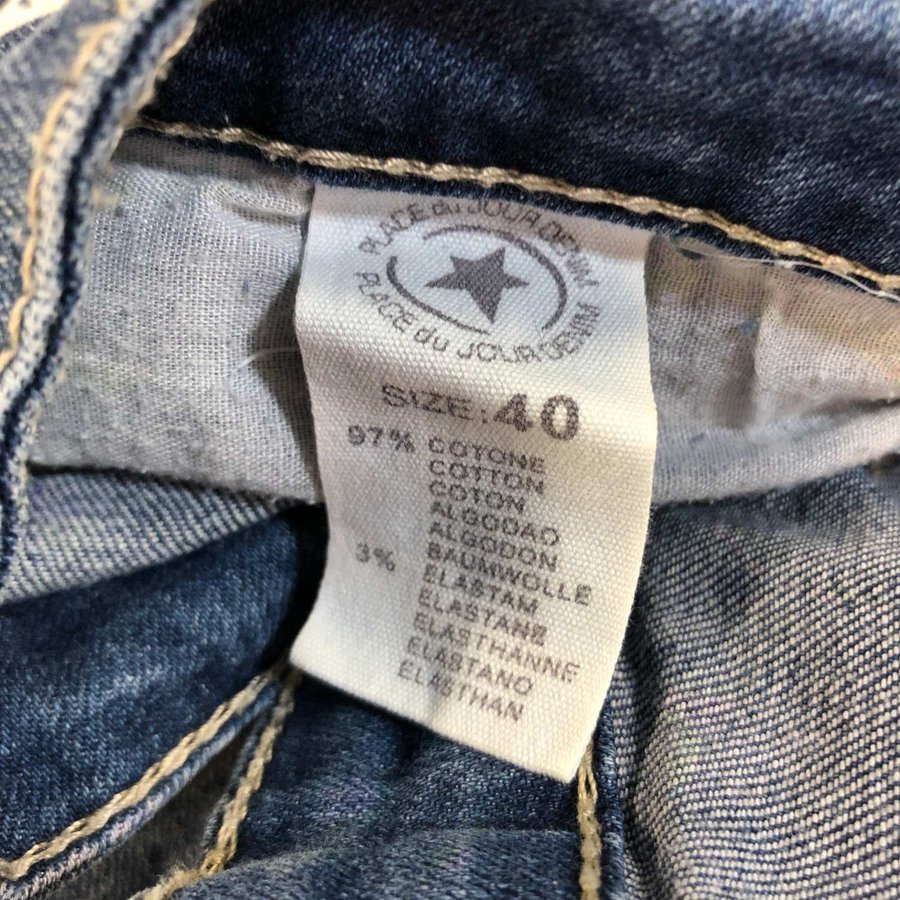 PLACE du JOUR DENIM
PLACE du JOUR DENIM
SIZE: 40
97% COTONE
COTTON
COTON
ALGODAO
ALGODON
3% BAUMWOLLE
ELASTAM
ELASTANE
ELASTHANNE
ELASTANO
ELASTHAN